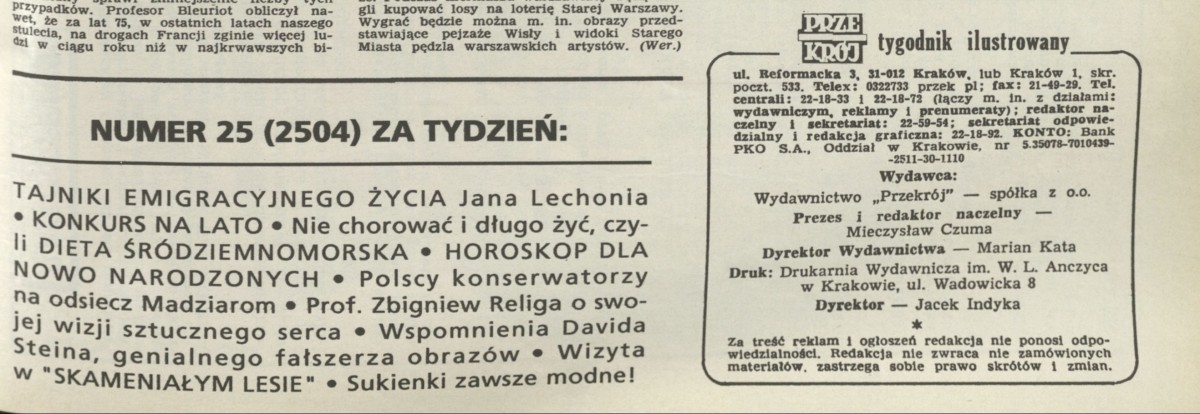 przypadków. Profesor Bleuriot obliczył na-
wet, że za lat 75, w ostatnich latach naszego
stulecia, na drogach Francji zginie więcej lu-
dzi w ciągu roku niż w najkrwawszych bi-
gli kupować losy na loterię Starej Warszawy.
Wygrać będzie można m. in. obrazy przed-
stawiające pejzaże Wisły i widoki Starego
Miasta pędzla warszawskich artystów. (Wer.)
NUMER 25 (2504) ZA TYDZIEŃ:
TAJNIKI EMIGRACYJNEGO ŻYCIA Jana Lechonia
• KONKURS NA LATO • Nie chorować i długo żyć, czy-
li DIETA ŚRÓDZIEMNOMORSKA • HOROSKOP DLA
NOWO NARODZONYCH • Polscy konserwatorzy
na odsiecz Madziarom • Prof. Zbigniew Religa o swo-
jej wizji sztucznego serca • Wspomnienia Davida
Steina, genialnego fałszerza obrazów • Wizyta
w "SKAMENIAŁYM LESIE" • Sukienki zawsze modne!
PRZE
KRÓJ tygodnik ilustrowany
ul. Reformacka 3, 31-012 Kraków, lub Kraków 1, skr.
poczt. 533. Telex: 0322733 przek pl; fax: 21-49-29. Tel.
centrali: 22-18-33 i 22-18-72 (łączy m. in. z działami:
wydawniczym, reklamy i prenumeraty); redaktor na-
czelny i sekretariat: 22-59-54; sekretariat odpowie-
dzialny i redakcja graficzna: 22-18-92. KONTO: Bank
PKO S.A., Oddział w Krakowie, nr 5.35078-7010439-
-2511-30-1110
Wydawca:
Wydawnictwo „Przekrój” — spółka z o.o.
Prezes i redaktor naczelny —
Mieczysław Czuma
Dyrektor Wydawnictwa — Marian Kata
Druk: Drukarnia Wydawnicza im. W. L. Anczyca
w Krakowie, ul. Wadowicka 8
Dyrektor — Jacek Indyka
*
Za treść reklam i ogłoszeń redakcja nie ponosi odpo-
wiedzialności. Redakcja nie zwraca nie zamówionych
materiałów, zastrzega sobie prawo skrótów i zmian.